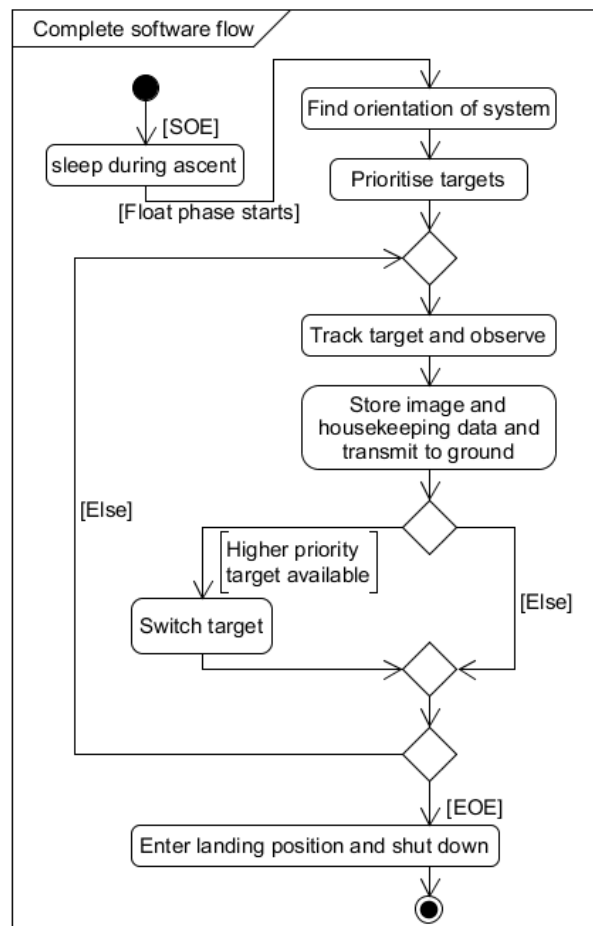 Complete software flow
[SOE]
sleep during ascent
[Float phase starts]
Find orientation of system
Prioritise targets
Track target and observe
Store image and
housekeeping data and
transmit to ground
[Else]
[Higher priority
target available]
[Else]
Switch target
[EOE]
Enter landing position and shut down